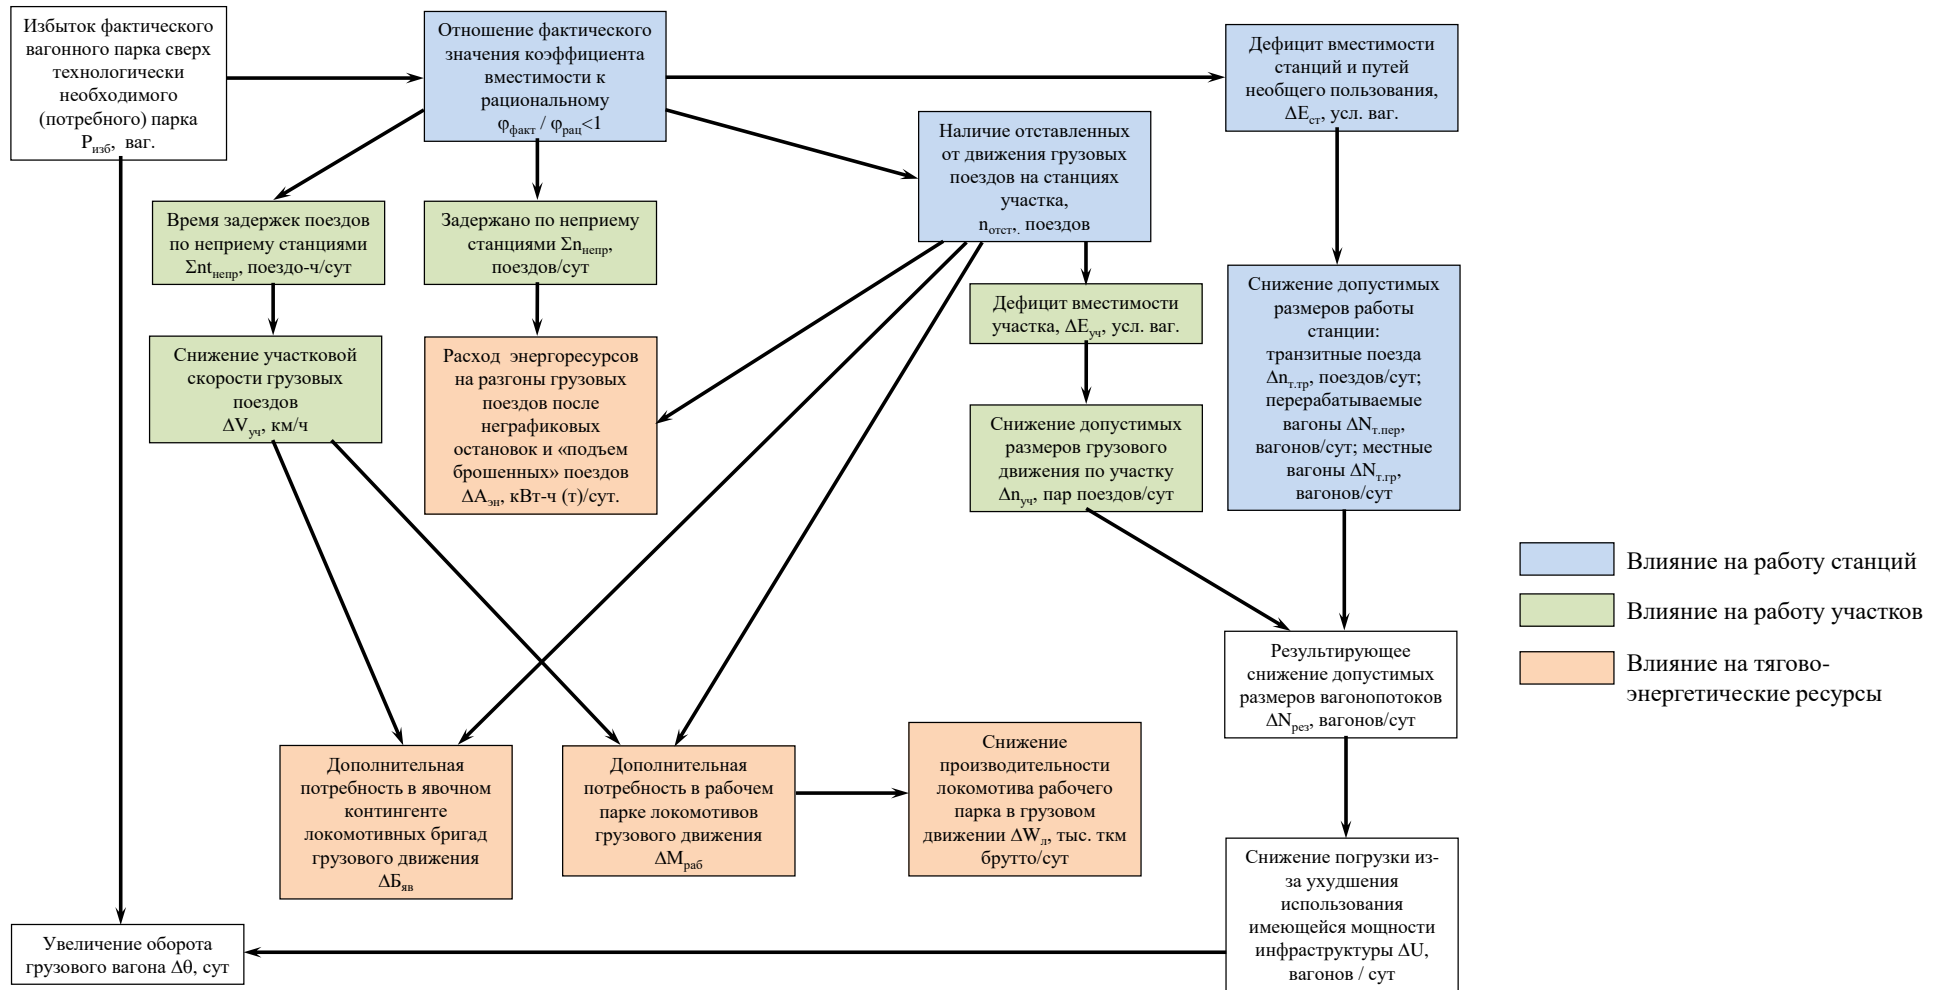 Избыток фактического
вагонного парка сверх
технологически
необходимого
(потребного) парка
Pизб, ваг.
Отношение фактического
значения коэффициента
вместимости к
рациональному
φфакт / φрац<1
Дефицит вместимости
станций и путей
необщего пользования,
ΔEст, усл. ваг.
Наличие отставленных
от движения грузовых
поездов на станциях
участка,
nотст,. поездов
Время задержек поездов
по неприему станциями
Σntнепр, поездо-ч/сут
Задержано по неприему
станциями Σnнепр,
поездов/сут
Дефицит вместимости
участка, ΔEуч, усл. ваг.
Снижение допустимых
размеров работы
станции:
транзитные поезда
Δnт.тр, поездов/сут;
перерабатываемые
вагоны ΔNт.пер,
вагонов/сут; местные
вагоны ΔNт.гр,
вагонов/сут
Снижение участковой
скорости грузовых
поездов
ΔVуч, км/ч
Расход энергоресурсов
на разгоны грузовых
поездов после
неграфиковых
остановок и «подъем
брошенных» поездов
ΔAэн, кВт-ч (т)/сут.
Снижение допустимых
размеров грузового
движения по участку
Δnуч, пар поездов/сут
Влияние на работу станций
Влияние на работу участков
Влияние на тягово-
энергетические ресурсы
Результирующее
снижение допустимых
размеров вагонопотоков
ΔNрез, вагонов/сут
Дополнительная
потребность в явочном
контингенте
локомотивных бригад
грузового движения
ΔБяв
Дополнительная
потребность в рабочем
парке локомотивов
грузового движения
ΔMраб
Снижение
производительности
локомотива рабочего
парка в грузовом
движении ΔWл, тыс. ткм
брутто/сут
Снижение погрузки из-
за ухудшения
использования
имеющейся мощности
инфраструктуры ΔU,
вагонов / сут
Увеличение оборота
грузового вагона Δθ, сут